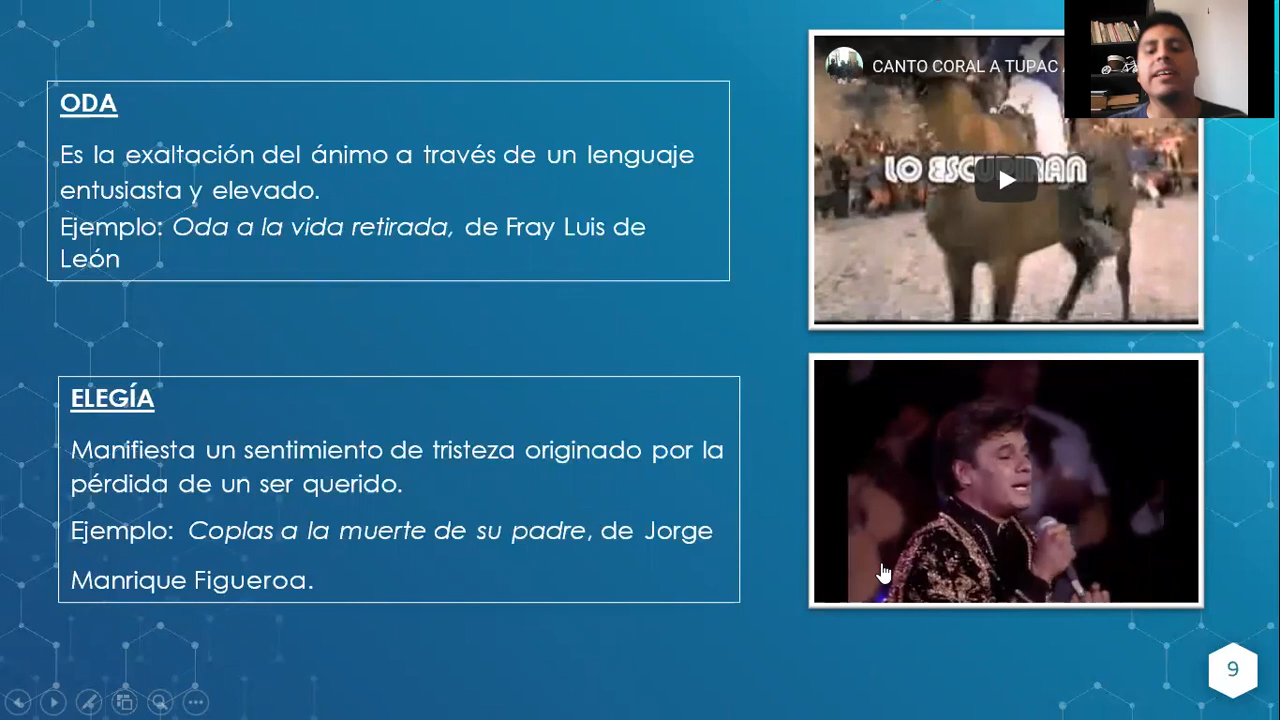 ODA
Es la exaltación del ánimo a través de un lenguaje
entusiasta y elevado.
Ejemplo: Oda a la vida retirada, de Fray Luis de
León
CANTO CORAL A TUPAC
LO ESCUPIRAN
ELEGÍA
Manifiesta un sentimiento de tristeza originado por la
pérdida de un ser querido.
Ejemplo: Coplas a la muerte de su padre, de Jorge
Manrique Figueroa.
9